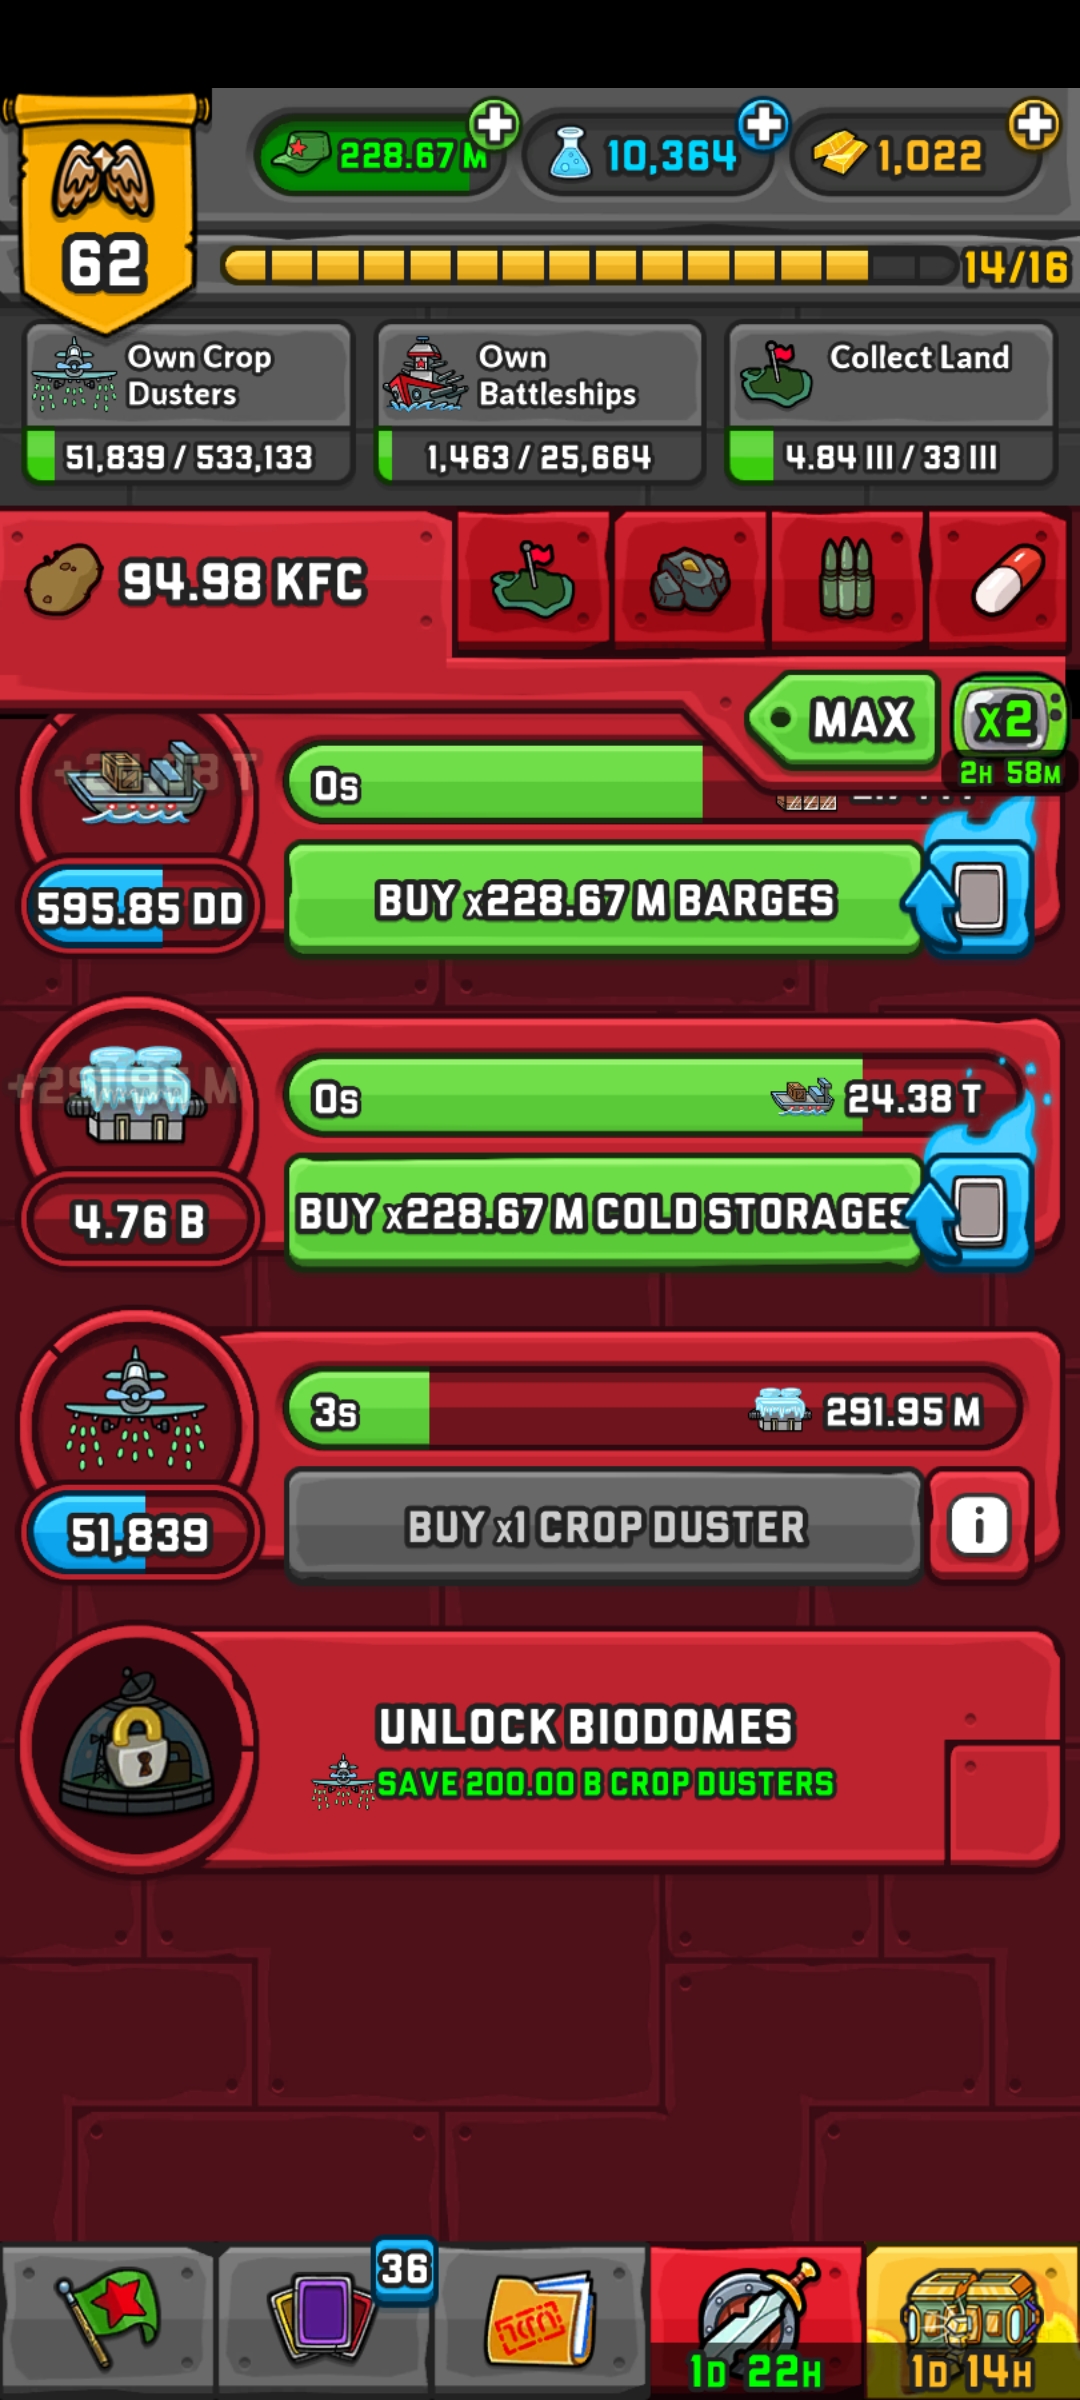 228.67 M
10,364
1,022
62
14/16
Own Crop
Dusters
51,839 / 533,133
Own
Battleships
1,463 / 25,664
Collect Land
4.84 III / 33 III
94.98 KFC
MAX
x2
2H 58M
0s
595.85 DD
BUY x228.67 M BARGES
0s
24.38 T
4.76 B
BUY x228.67 M COLD STORAGES
3s
291.95 M
51,839
BUY x1 CROP DUSTER
i
UNLOCK BIODOMES
SAVE 200.00 B CROP DUSTERS
36
1D 22H
1D 14H